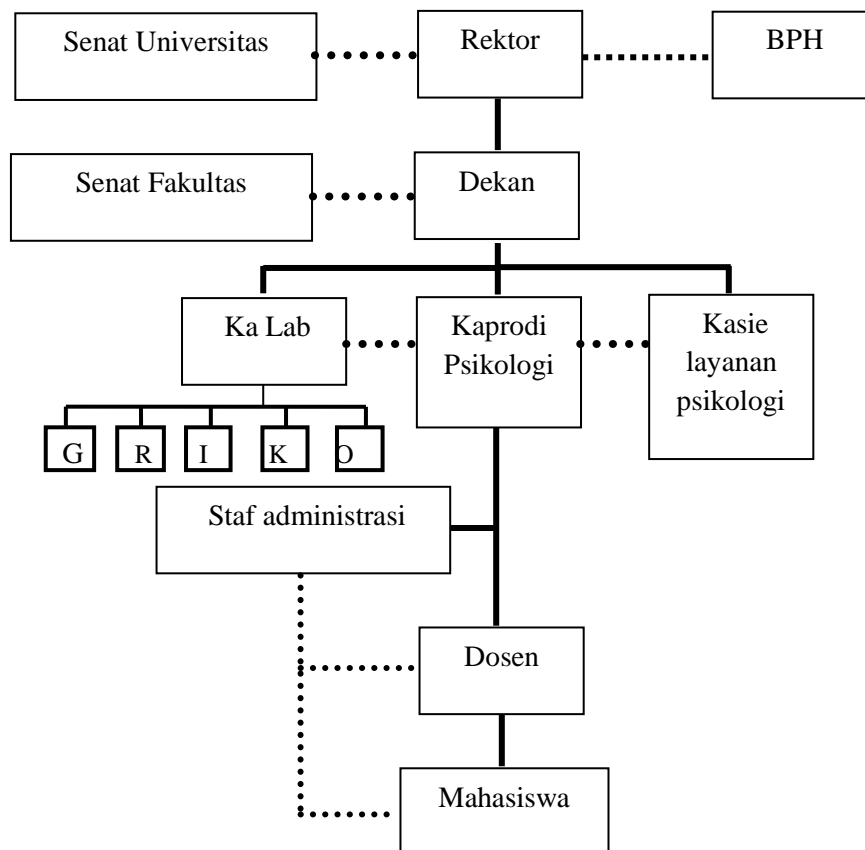 Senat Universitas
Rektor
BPH
Senat Fakultas
Dekan
Ka Lab
Kaprodi
Psikologi
Kasie
layanan
psikologi
G
R
I
K
O
Staf administrasi
Dosen
Mahasiswa